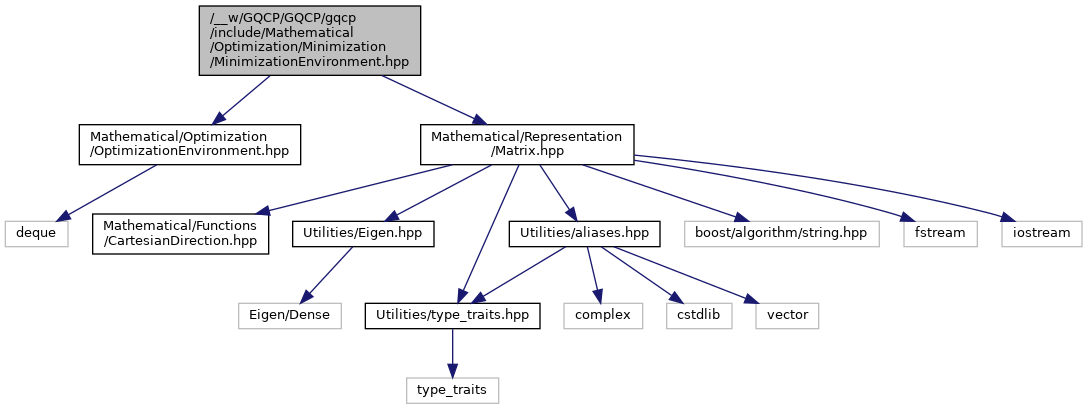 /__w/GQCP/GQCP/gqcp
/include/Mathematical
/Optimization/Minimization
/MinimizationEnvironment.hpp
Mathematical/Optimization
/OptimizationEnvironment.hpp
Mathematical/Representation
/Matrix.hpp
deque
Mathematical/Functions
/CartesianDirection.hpp
Utilities/Eigen.hpp
Utilities/aliases.hpp
boost/algorithm/string.hpp
fstream
iostream
Eigen/Dense
Utilities/type_traits.hpp
complex
cstdlib
vector
type_traits